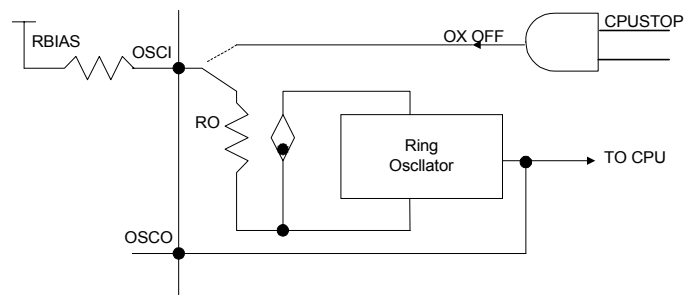 RBIAS
OSCI
OX OFF
CPUSTOP
RO
Ring
Oscllator
TO CPU
OSCO